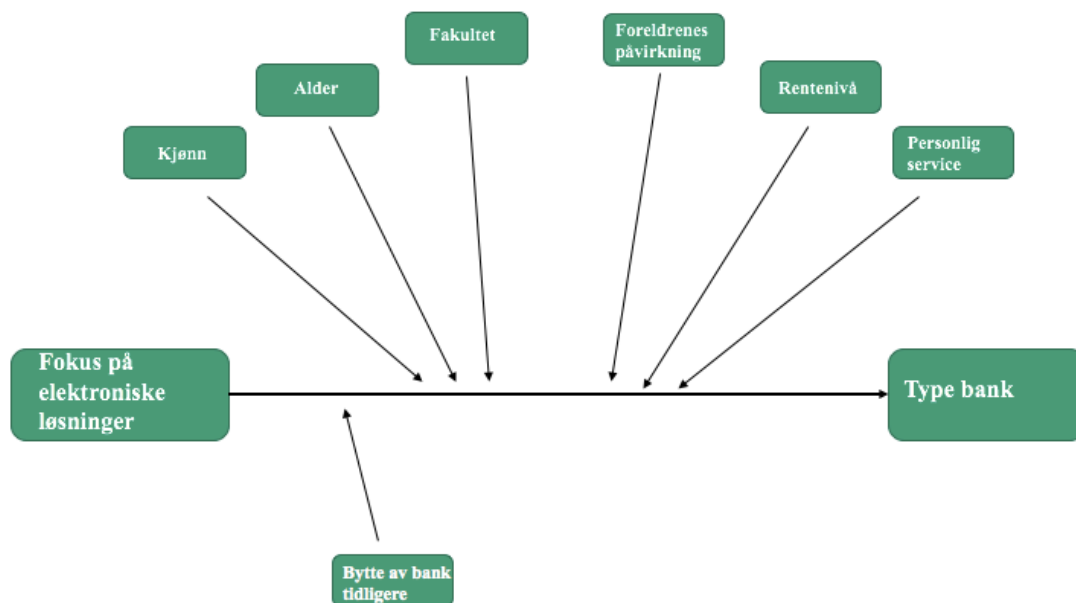 Fakultet
Foreldrenes
påvirkning
Alder
Rentenivå
Kjønn
Personlig
service
Fokus på
elektroniske
løsninger
Type bank
Bytte av bank
tidligere